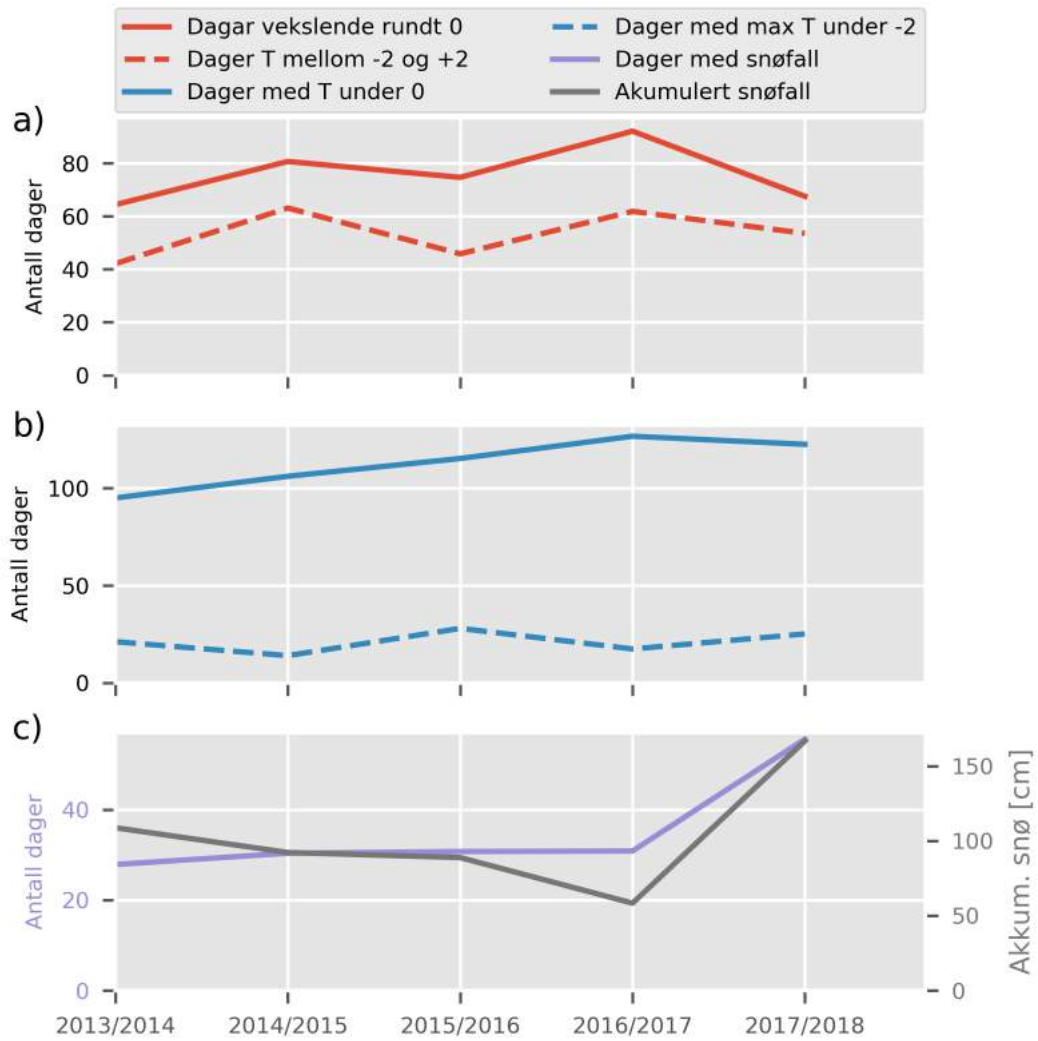 Dagar vekslende rundt 0
Dager T mellom -2 og +2
Dager med T under 0
Dager med max T under -2
Dager med snøfall
Akumulert snøfall
a)
Antall dager
80
60
40
20
0
b)
Antall dager
100
50
0
c)
Antall dager
40
20
0
150
100
50
0
Akkum. snø [cm]
2013/2014
2014/2015
2015/2016
2016/2017
2017/2018